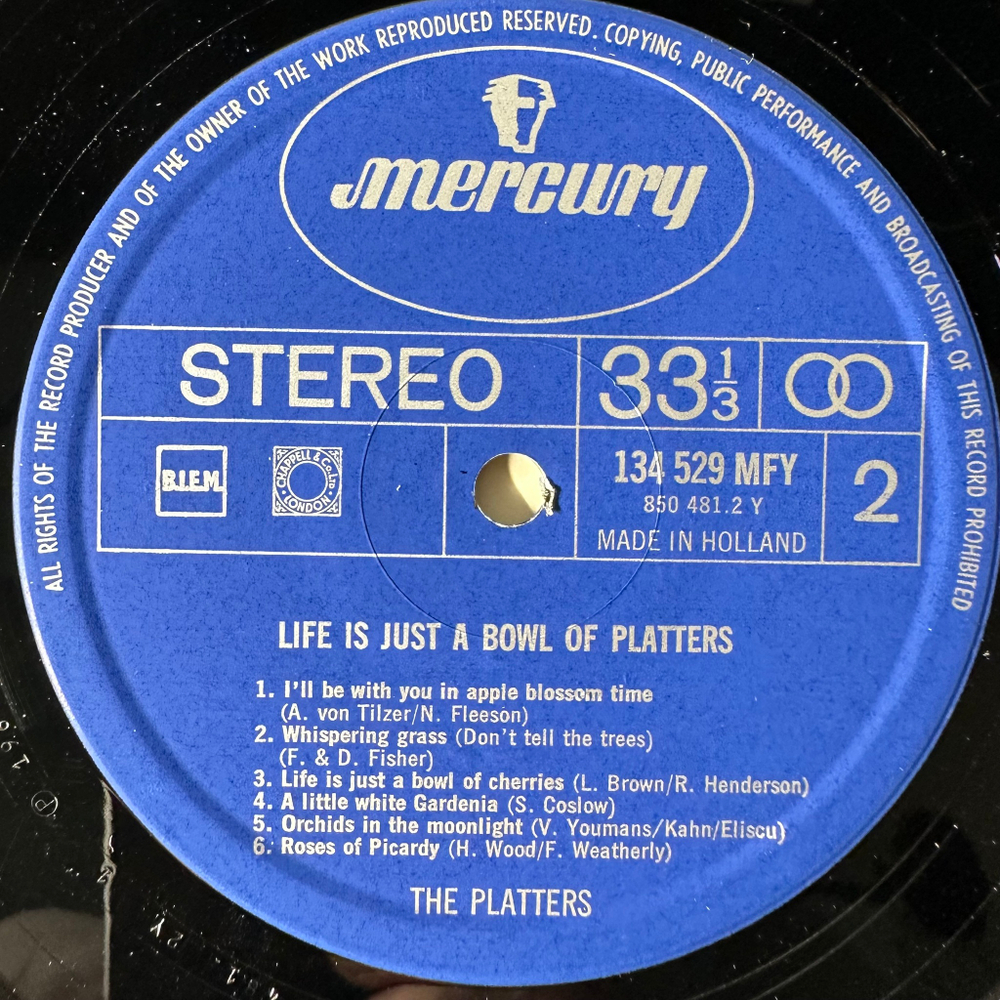 ALL RIGHTS OF THE RECORD PRODUCER AND OF THE OWNER OF THE WORK REPRODUCED RESERVED. COPYING, PUBLIC PERFORMANCE AND BROADCASTING OF THIS RECORD PROHIBITED
mercury
STEREO
33 1/3
B.I.E.M.
CHAPPELL & Co. Ltd
LONDON
134 529 MFY
850 481.2 Y
MADE IN HOLLAND
2
LIFE IS JUST A BOWL OF PLATTERS
1. I'll be with you in apple blossom time
(A. von Tilzer/N. Fleeson)
2. Whispering grass (Don't tell the trees)
(F. & D. Fisher)
3. Life is just a bowl of cherries (L. Brown/R. Henderson)
4. A little white Gardenia (S. Coslow)
5. Orchids in the moonlight (V. Youmans/Kahn/Eliscu)
6. Roses of Picardy (H. Wood/F. Weatherly)
THE PLATTERS